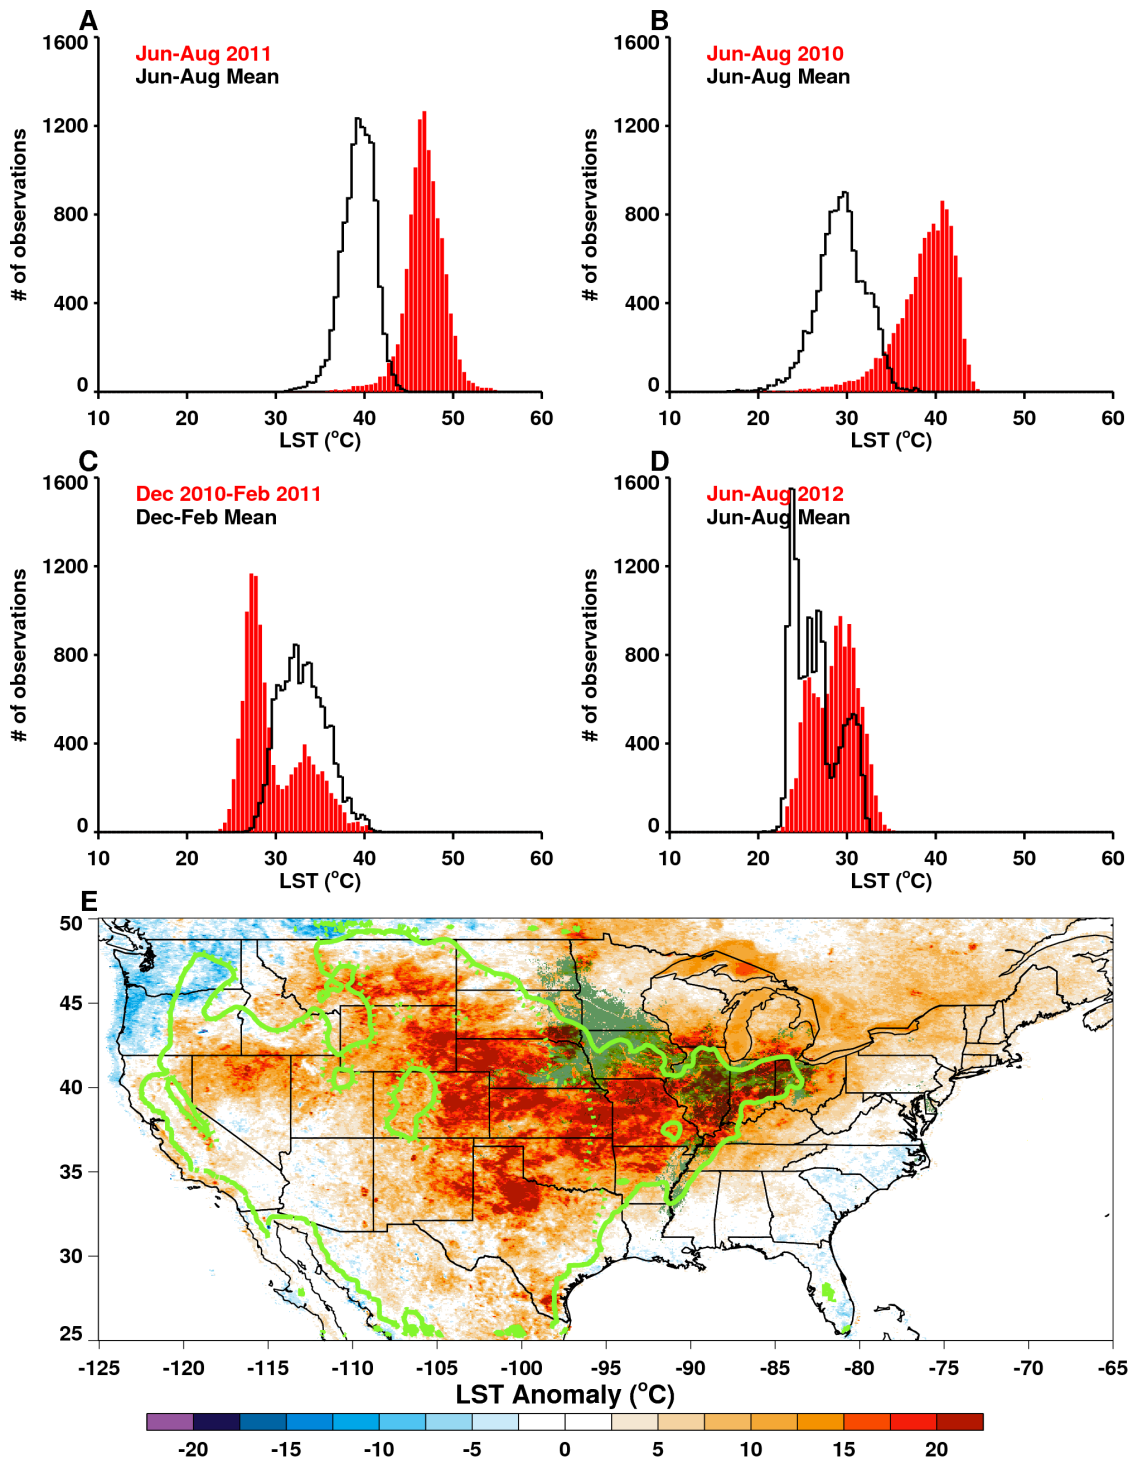 A
1600
1200
800
400
0
# of observations
Jun-Aug 2011
Jun-Aug Mean
10 20 30 40 50 60
LST (°C)
B
1600
1200
800
400
0
# of observations
Jun-Aug 2010
Jun-Aug Mean
10 20 30 40 50 60
LST (°C)
C
1600
1200
800
400
0
# of observations
Dec 2010-Feb 2011
Dec-Feb Mean
10 20 30 40 50 60
LST (°C)
D
1600
1200
800
400
0
# of observations
Jun-Aug 2012
Jun-Aug Mean
10 20 30 40 50 60
LST (°C)
E
50
45
40
35
30
25
-125 -120 -115 -110 -105 -100 -95 -90 -85 -80 -75 -70 -65
LST Anomaly (°C)
-20 -15 -10 -5 0 5 10 15 20